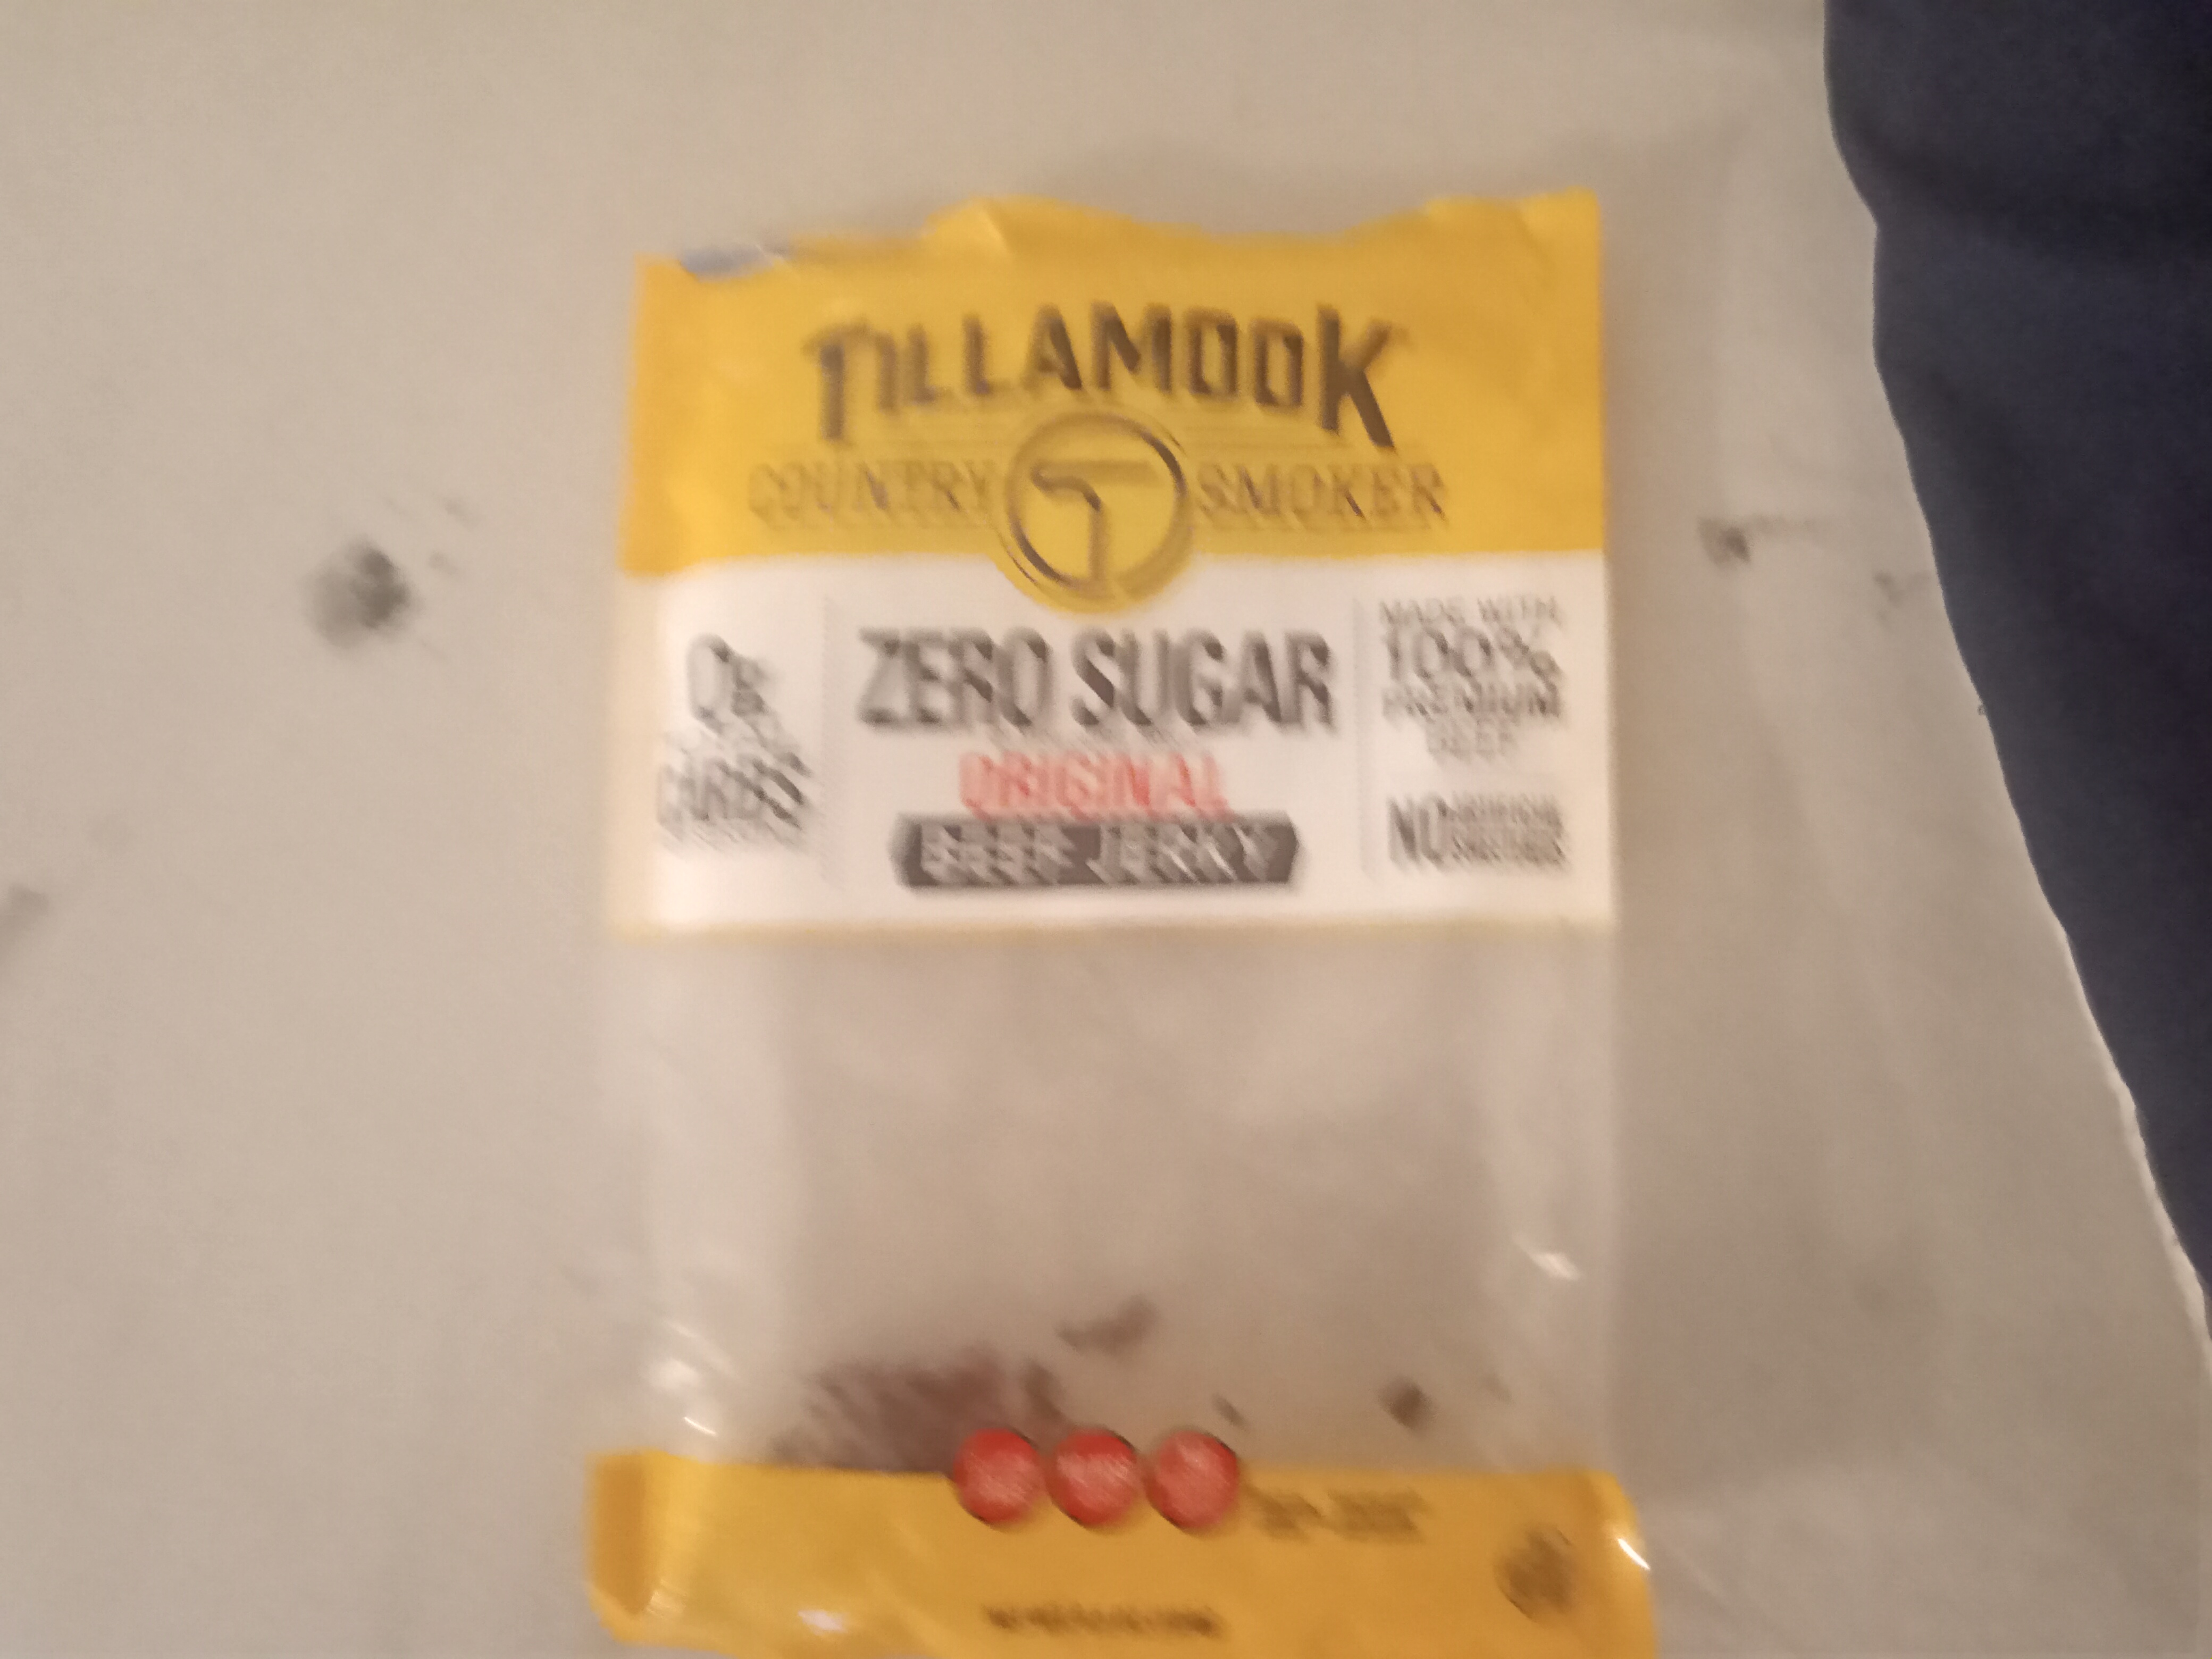 TILLAMOOK
COUNTRY SMOKER
0g
CARBS
ZERO SUGAR
ORIGINAL
BEEF JERKY
MADE WITH
100%
PREMIUM
BEEF
NO